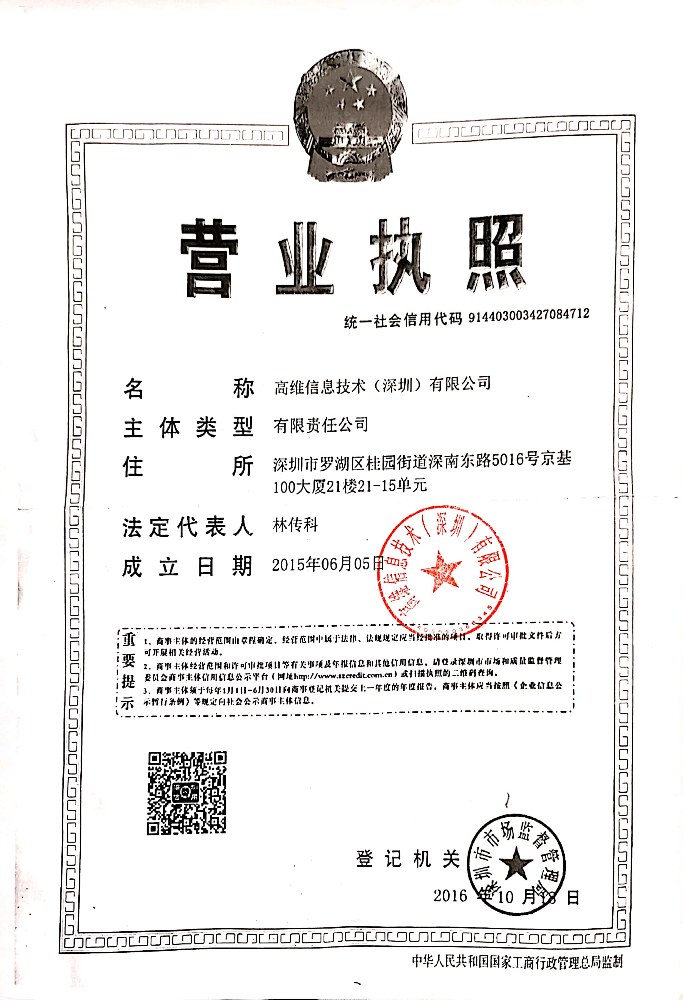 营业执照
统一社会信用代码 914403003427084712
名称 高维信息技术（深圳）有限公司
主体类型 有限责任公司
住所 深圳市罗湖区桂园街道深南东路5016号京基
100大厦21楼21-15单元
法定代表人 林传科
成立日期 2015年06月05日
高维信息技术（深圳）有限公司
重要提示
1、商事主体的经营范围由章程确定，经营范围中属于法律、法规规定应当经批准的项目，取得许可审批文件后方
可开展相关经营活动。
2、商事主体经营范围和许可审批项目等有关事项及年报信息和其他信用信息，请登录深圳市市场和质量监督管理
委员会商事主体信用信息公示平台（网址http://www.szcredit.com.cn）或扫描执照的二维码查询。
3、商事主体须于每年1月1日-6月30日向商事登记机关提交上一年度的年度报告，商事主体应当按照《企业信息公
示暂行条例》等规定向社会公示商事主体信息。
深圳
信用
登记机关
深圳市市场监督管理局
2016 年 10 月 18 日
中华人民共和国国家工商行政管理总局监制